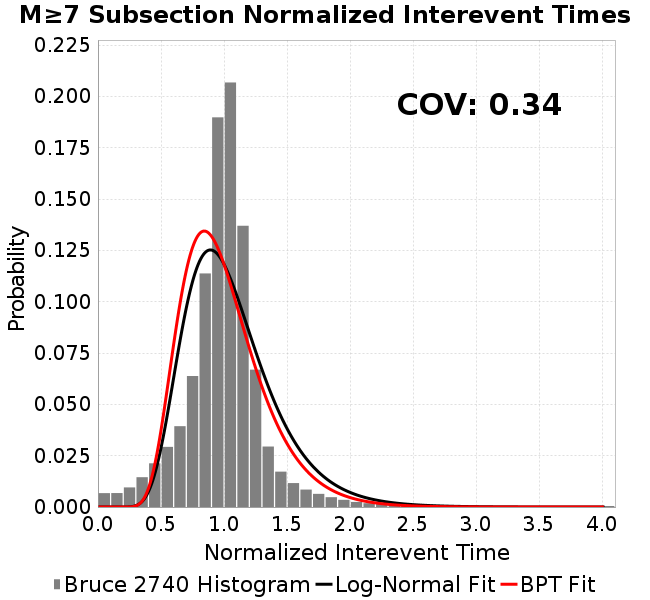 M≥7 Subsection Normalized Interevent Times
COV: 0.34
Probability
0.225
0.200
0.175
0.150
0.125
0.100
0.075
0.050
0.025
0.000
0.0 0.5 1.0 1.5 2.0 2.5 3.0 3.5 4.0
Normalized Interevent Time
Bruce 2740 Histogram Log-Normal Fit BPT Fit